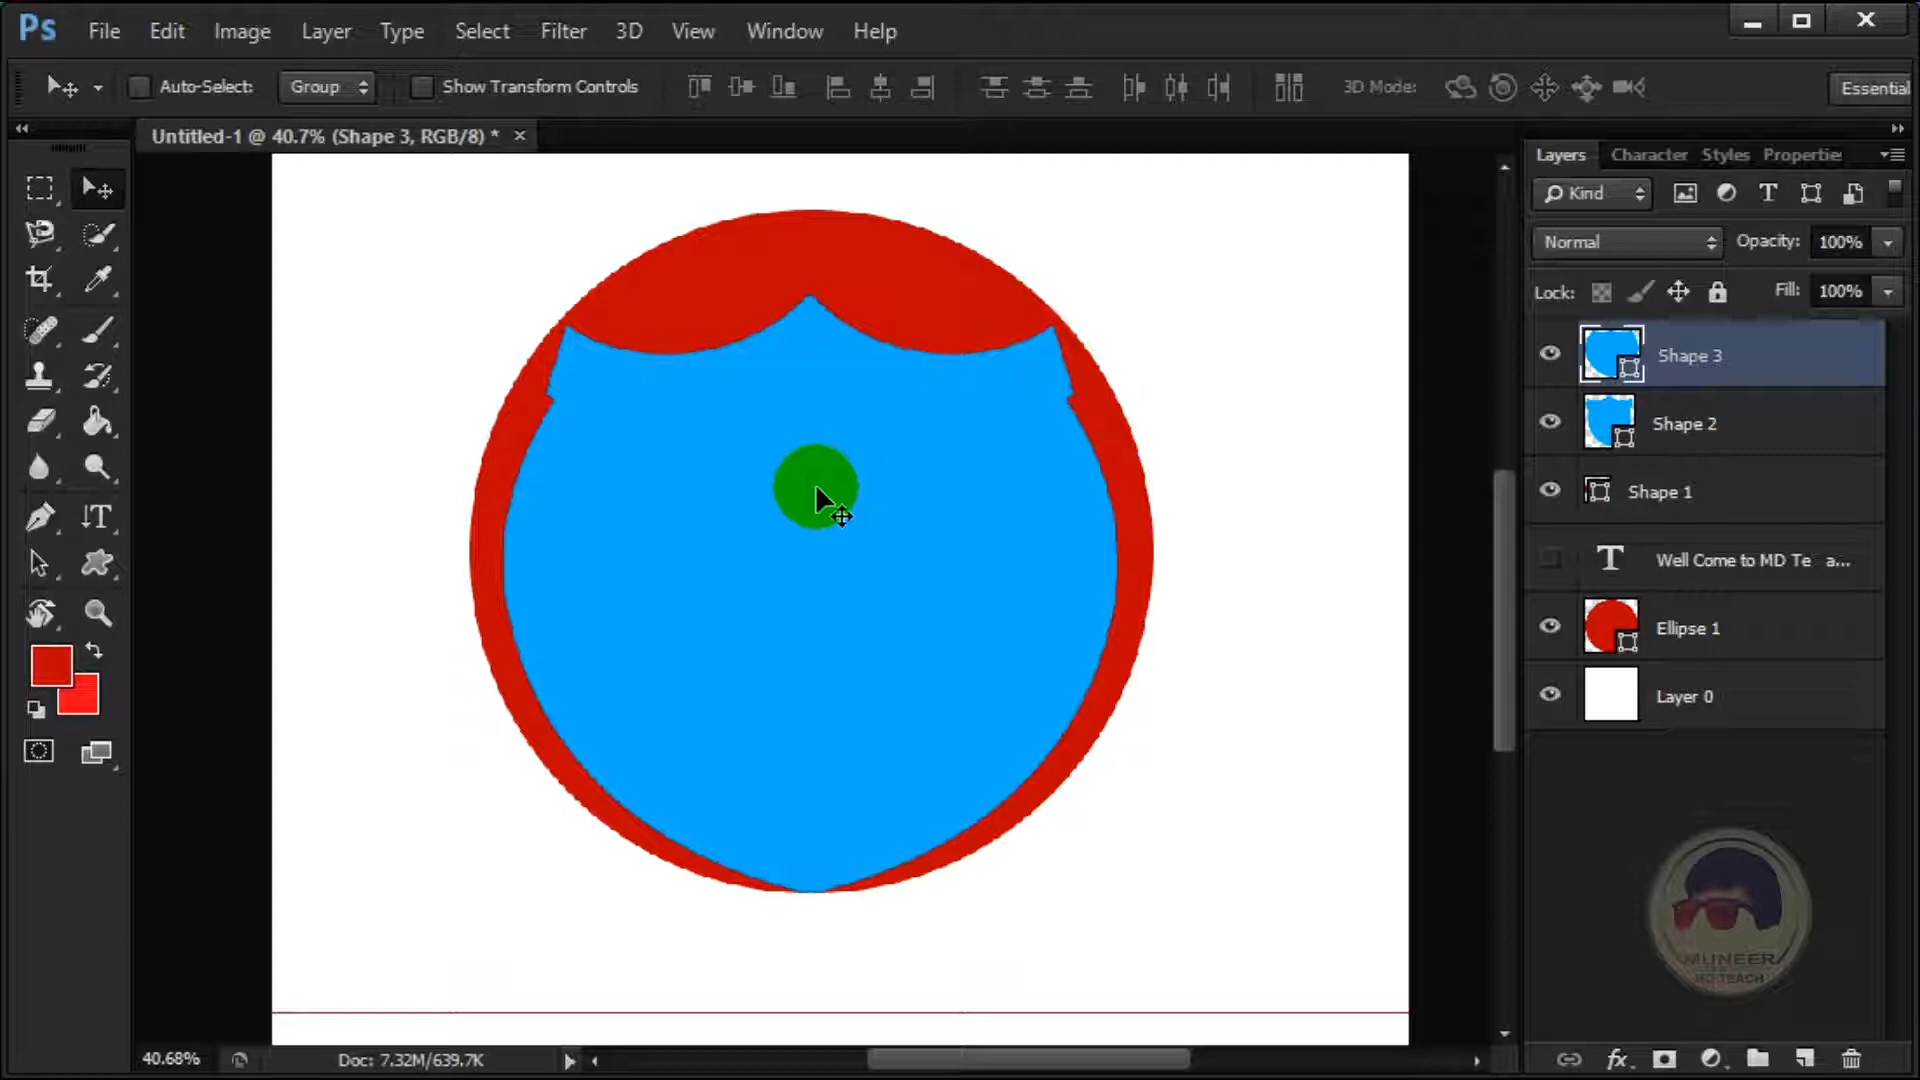 Ps File Edit Image Layer Type Select Filter 3D View Window Help
Auto-Select: Group Show Transform Controls 3D Mode: Essential
Untitled-1 @ 40.7% (Shape 3, RGB/8) * ×
Layers Character Styles Propertie
Kind
Normal Opacity: 100%
Lock: Fill: 100%
Shape 3
Shape 2
Shape 1
T Well Come to MD Te a...
Ellipse 1
Layer 0
MUNEER
40.68% Doc: 7.32M/639.7K
fx